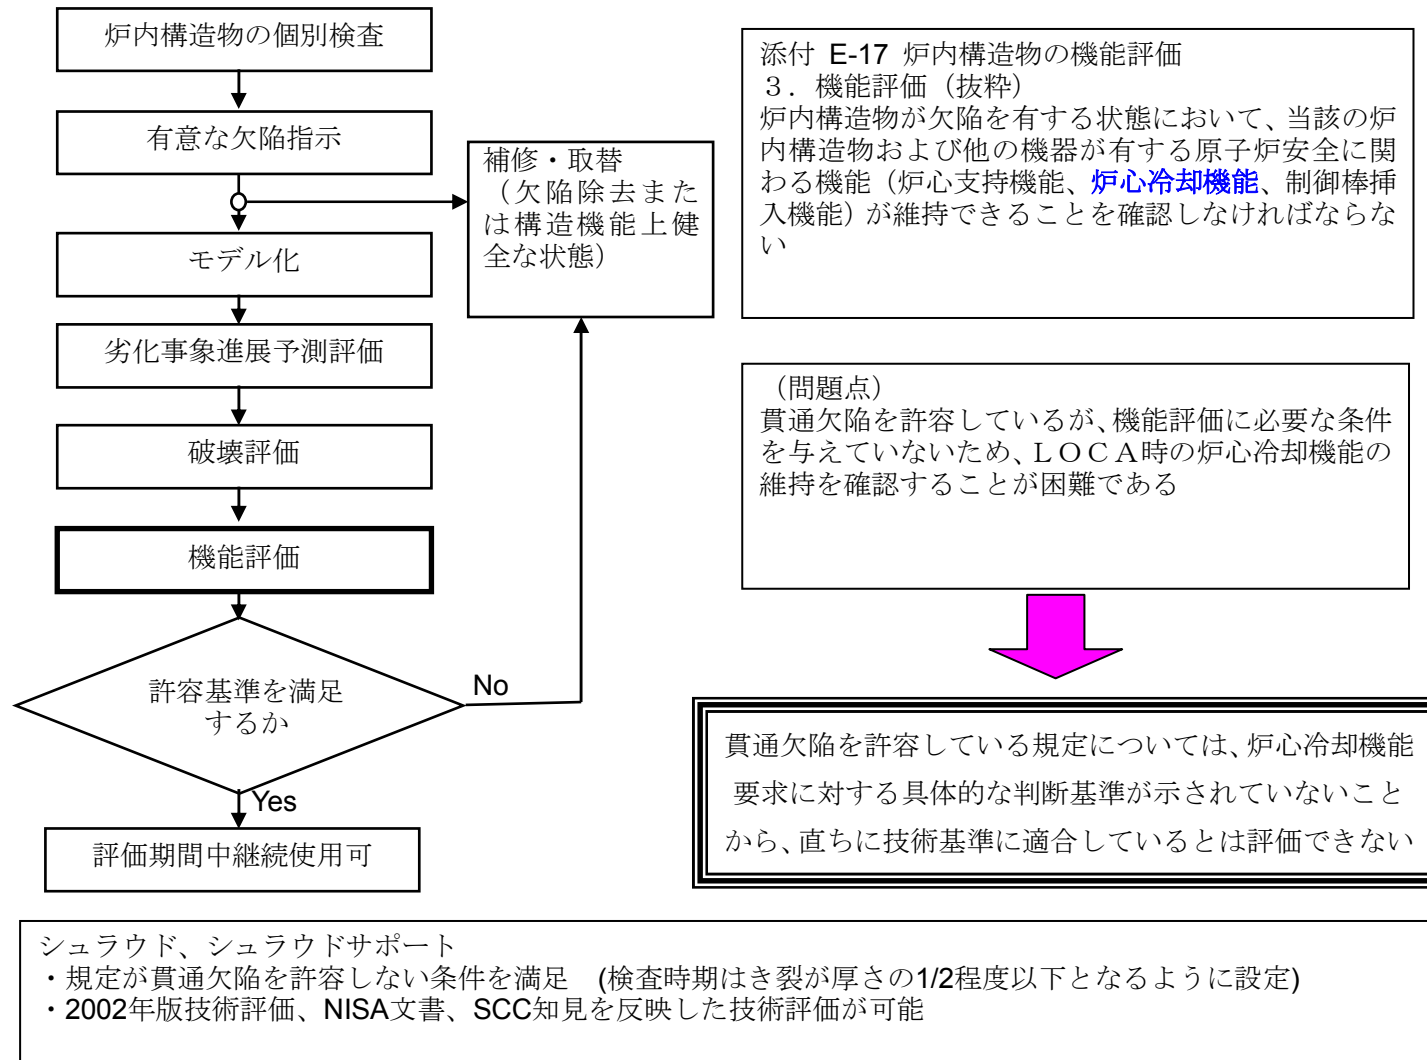 炉内構造物の個別検査
有意な欠陥指示
モデル化
劣化事象進展予測評価
破壊評価
機能評価
許容基準を満足
するか
No
Yes
評価期間中継続使用可
補修・取替
（欠陥除去また
は構造機能上健
全な状態）
添付 E-17 炉内構造物の機能評価
３．機能評価（抜粋）
炉内構造物が欠陥を有する状態において、当該の炉
内構造物および他の機器が有する原子炉安全に関
わる機能（炉心支持機能、炉心冷却機能、制御棒挿
入機能）が維持できることを確認しなければならな
い
（問題点）
貫通欠陥を許容しているが、機能評価に必要な条件
を与えていないため、ＬＯＣＡ時の炉心冷却機能の
維持を確認することが困難である
貫通欠陥を許容している規定については、炉心冷却機能
要求に対する具体的な判断基準が示されていないこと
から、直ちに技術基準に適合しているとは評価できない
シュラウド、シュラウドサポート
・規定が貫通欠陥を許容しない条件を満足　(検査時期はき裂が厚さの1/2程度以下となるように設定)
・2002年版技術評価、NISA文書、SCC知見を反映した技術評価が可能